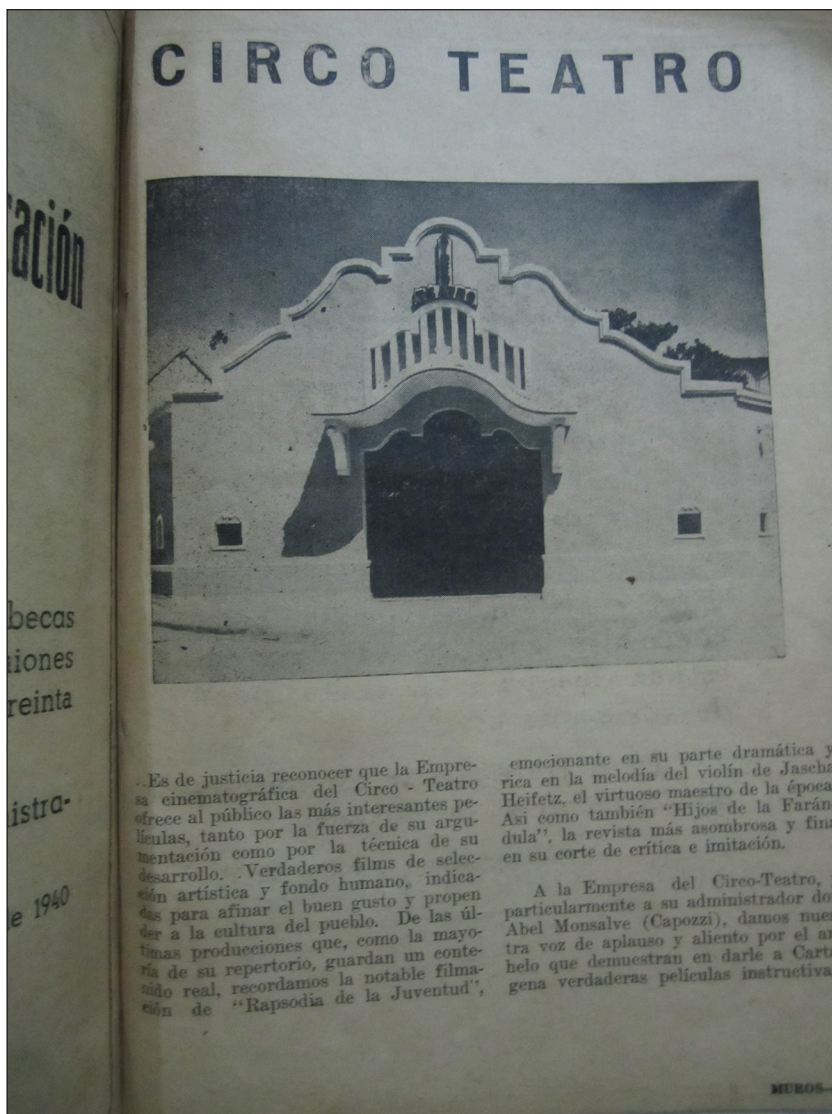 CIRCO TEATRO
ración
becas
niones
reinta
istra-
de 1940
..Es de justicia reconocer que la Empre-
sa cinematográfica del Circo - Teatro
ofrece al público las más interesantes pe-
lículas, tanto por la fuerza de su argu-
mentación como por la técnica de su
desarrollo. .Verdaderos films de selec-
ción artística y fondo humano, indica-
das para afinar el buen gusto y propen
der a la cultura del pueblo. De las úl-
timas producciones que, como la mayo-
ría de su repertorio, guardan un conte-
nido real, recordamos la notable filma-
ción de "Rapsodia de la Juventud",
emocionante en su parte dramática y
rica en la melodía del violín de Jascha
Heifetz, el virtuoso maestro de la época.
Asi como también "Hijos de la Farán-
dula", la revista más asombrosa y fina
en su corte de crítica e imitación.
A la Empresa del Circo-Teatro,
particularmente a su administrador do
Abel Monsalve (Capozzi), damos nues
tra voz de aplauso y aliento por el an
helo que demuestran en darle a Carta
gena verdaderas películas instructiva
MUROS—